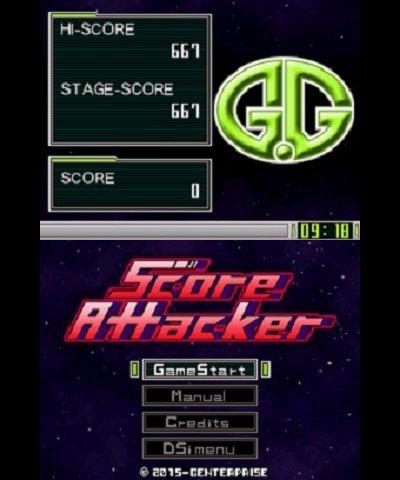 HI-SCORE
667
STAGE-SCORE
667
G.G
SCORE
0
09:18
Score
Attacker
GameStart
Manual
Credits
DSimenu
© 2015-GENTERPRISE